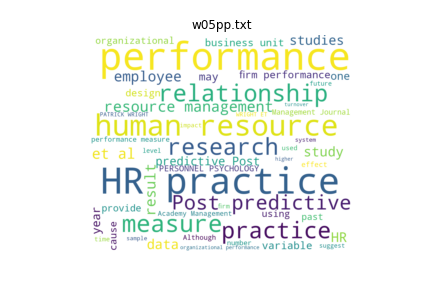 w05pp.txt
organizational
business unit
studies
performance
employee
may
firm performance
one
future
relationship
turnover
design
resource management
Management Journal
PATRICK WRIGHT
human resource
impact
performance measure
level
research
used
system
study
et al
predictive Post
higher
PERSONNEL PSYCHOLOGY
effect
HR practice
result
Post predictive
provide
firm
year
Academy Management
using
past
measure
practice
cause
HR
time
sample
data
Although
number
variable
suggest
organizational performance